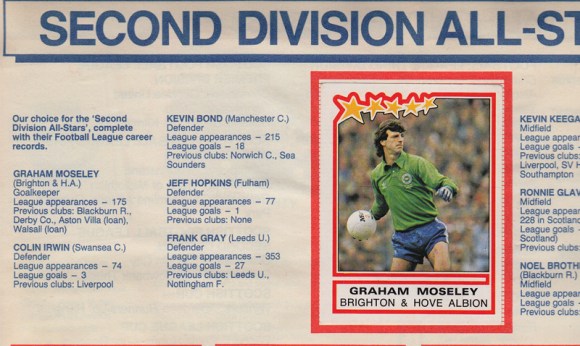 SECOND DIVISION ALL-ST
Our choice for the 'Second
Division All-Stars', complete
with their Football League career
records.
GRAHAM MOSELEY
(Brighton & H.A.)
Goalkeeper
League appearances – 175
Previous clubs: Blackburn R.,
Derby Co., Aston Villa (loan),
Walsall (loan)
COLIN IRWIN (Swansea C.)
Defender
League appearances – 74
League goals – 3
Previous clubs: Liverpool
KEVIN BOND (Manchester C.)
Defender
League appearances – 215
League goals – 18
Previous clubs: Norwich C., Sea
Sounders
JEFF HOPKINS (Fulham)
Defender
League appearances – 77
League goals – 1
Previous clubs: None
FRANK GRAY (Leeds U.)
Defender
League appearances – 353
League goals – 27
Previous clubs: Leeds U.,
Nottingham F.
GRAHAM MOSELEY
BRIGHTON & HOVE ALBION
KEVIN KEEGA
Midfield
League appea
League goals –
Previous clubs
Liverpool, SV H
Southampton
RONNIE GLAV
Midfield
League appear
228 in Scotland
League goals –
Scotland)
Previous clubs
NOEL BROTHE
(Blackburn R.)
Midfield
League appear
League goals –
Previous clubs: